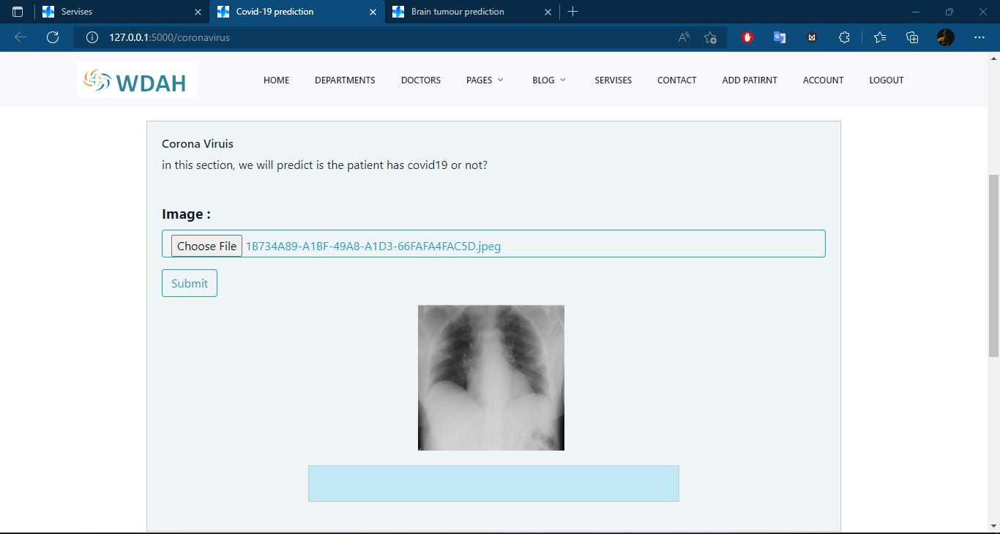 Servises
Covid-19 prediction
Brain tumour prediction
127.0.0.1:5000/coronavirus
WDAH
HOME
DEPARTMENTS
DOCTORS
PAGES
BLOG
SERVISES
CONTACT
ADD PATIRNT
ACCOUNT
LOGOUT
Corona Viruis
in this section, we will predict is the patient has covid19 or not?
Image :
Choose File 1B734A89-A1BF-49A8-A1D3-66FAFA4FAC5D.jpeg
Submit